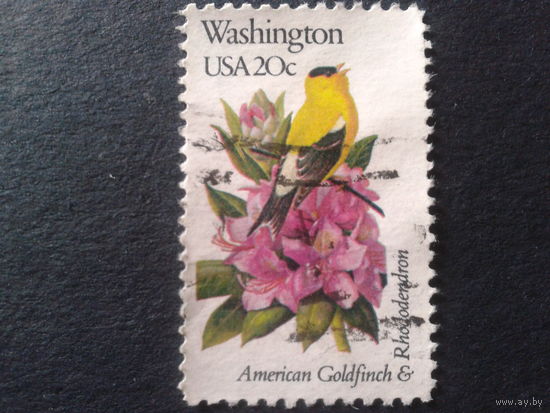 Washington
USA 20c
American Goldfinch &
Rhododendron
www.ay.by